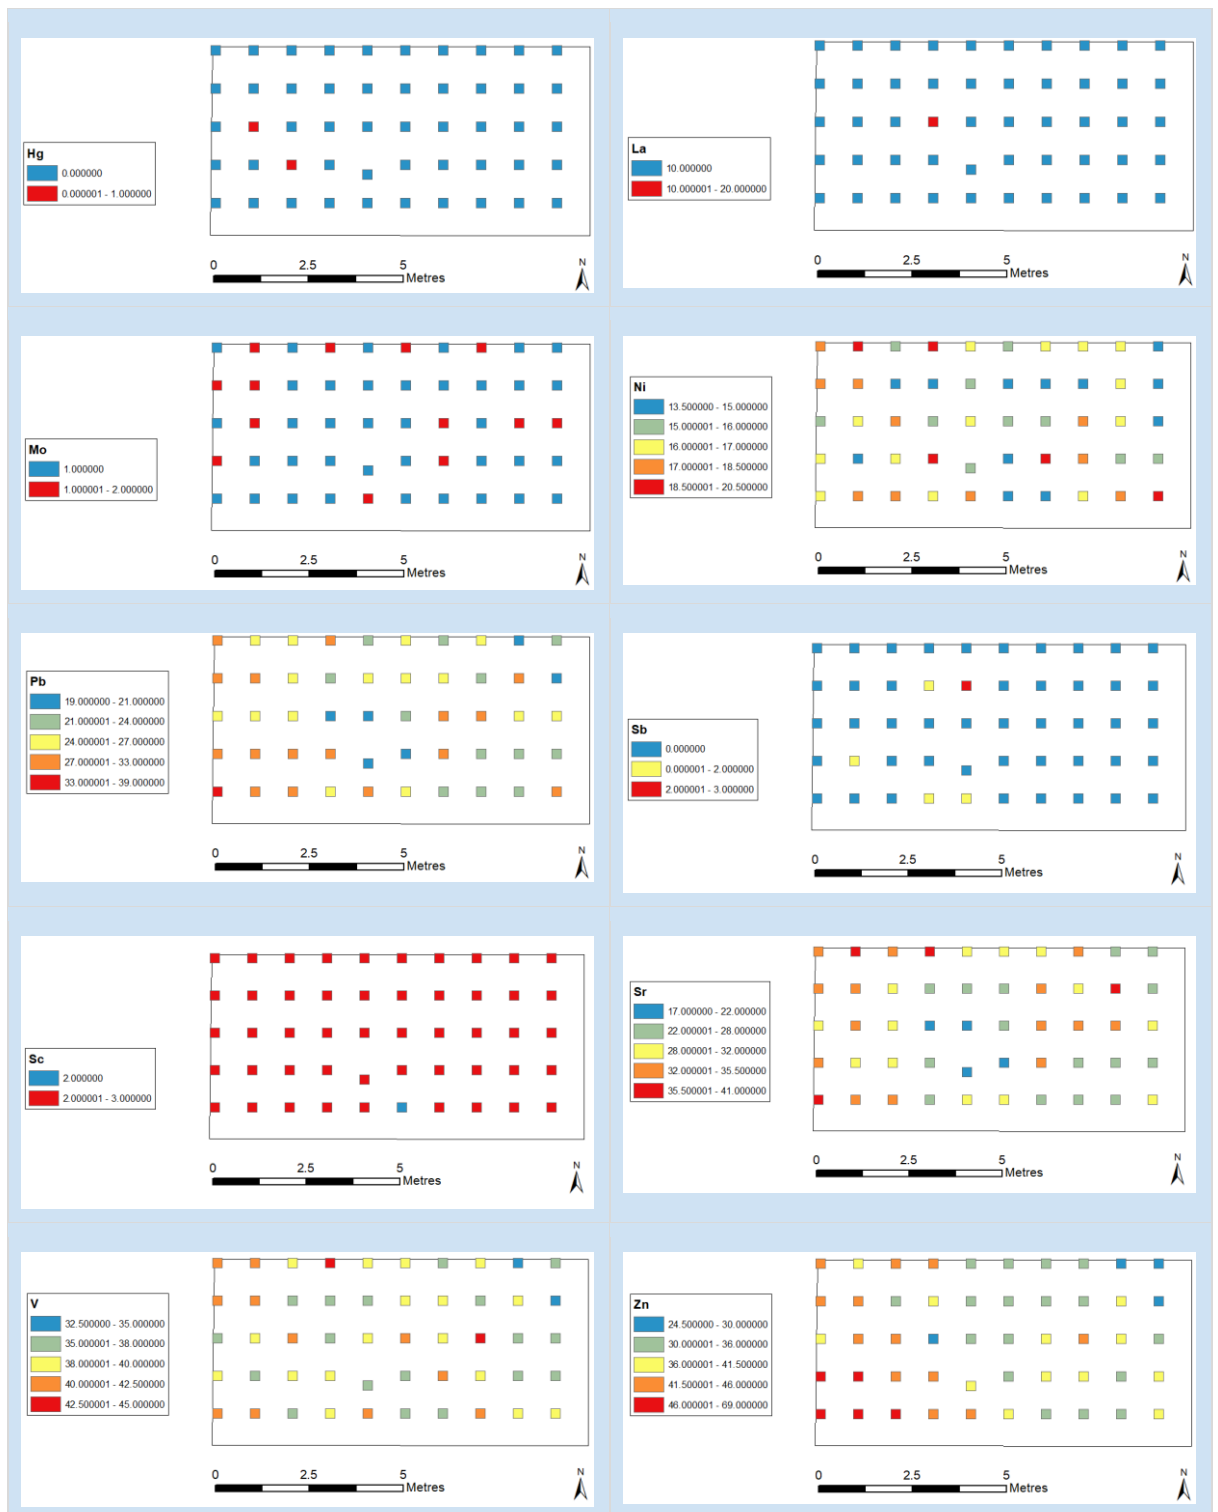 Hg
0.000000
0.000001 - 1.000000
0 2.5 5
Metres
N
La
10.000000
10.000001 - 20.000000
0 2.5 5
Metres
N
Mo
1.000000
1.000001 - 2.000000
0 2.5 5
Metres
N
Ni
13.500000 - 15.000000
15.000001 - 16.000000
16.000001 - 17.000000
17.000001 - 18.500000
18.500001 - 20.500000
0 2.5 5
Metres
N
Pb
19.000000 - 21.000000
21.000001 - 24.000000
24.000001 - 27.000000
27.000001 - 33.000000
33.000001 - 39.000000
0 2.5 5
Metres
N
Sb
0.000000
0.000001 - 2.000000
2.000001 - 3.000000
0 2.5 5
Metres
N
Sc
2.000000
2.000001 - 3.000000
0 2.5 5
Metres
N
Sr
17.000000 - 22.000000
22.000001 - 28.000000
28.000001 - 32.000000
32.000001 - 35.500000
35.500001 - 41.000000
0 2.5 5
Metres
N
V
32.500000 - 35.000000
35.000001 - 38.000000
38.000001 - 40.000000
40.000001 - 42.500000
42.500001 - 45.000000
0 2.5 5
Metres
N
Zn
24.500000 - 30.000000
30.000001 - 36.000000
36.000001 - 41.500000
41.500001 - 46.000000
46.000001 - 69.000000
0 2.5 5
Metres
N